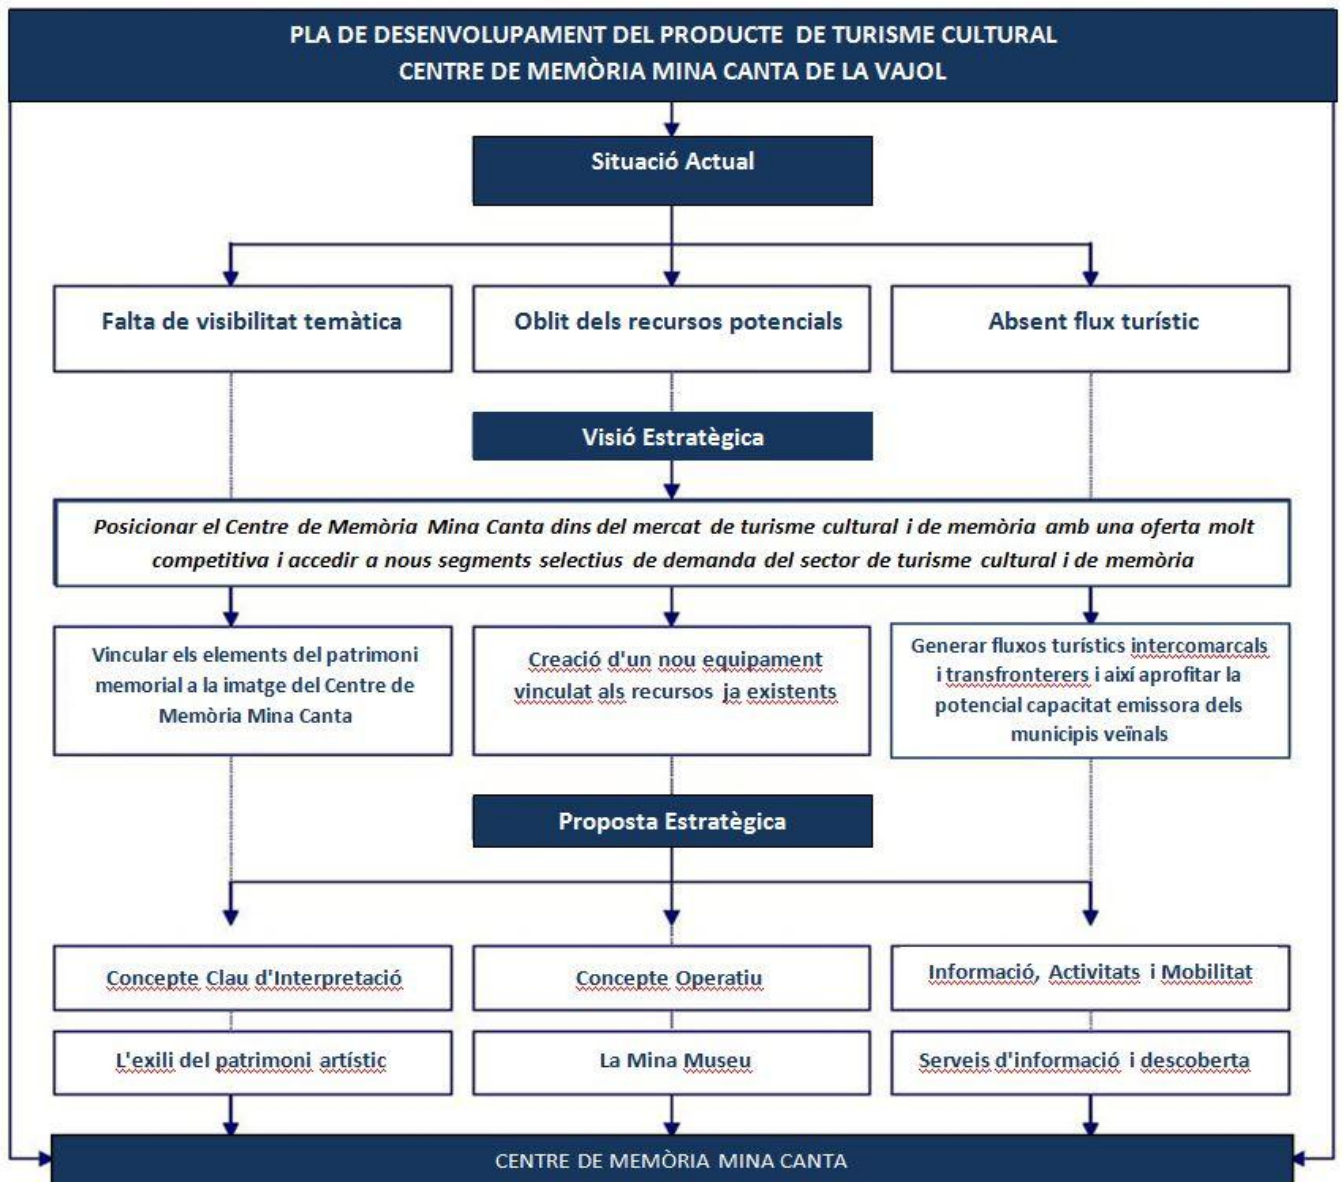 PLA DE DESENVOLUPAMENT DEL PRODUCTE DE TURISME CULTURAL
CENTRE DE MEMÒRIA MINA CANTA DE LA VAJOL
Situació Actual
Falta de visibilitat temàtica
Oblit dels recursos potencials
Absent flux turístic
Visió Estratègica
Posicionar el Centre de Memòria Mina Canta dins del mercat de turisme cultural i de memòria amb una oferta molt
competitiva i accedir a nous segments selectius de demanda del sector de turisme cultural i de memòria
Vincular els elements del patrimoni
memorial a la imatge del Centre de
Memòria Mina Canta
Creació d'un nou equipament
vinculat als recursos ja existents
Generar fluxos turístics intercomarcals
i transfronterers i així aprofitar la
potencial capacitat emissora dels
municipis veïnals
Proposta Estratègica
Concepte Clau d'Interpretació
Concepte Operatiu
Informació, Activitats i Mobilitat
L'exili del patrimoni artístic
La Mina Museu
Serveis d'informació i descoberta
CENTRE DE MEMÒRIA MINA CANTA